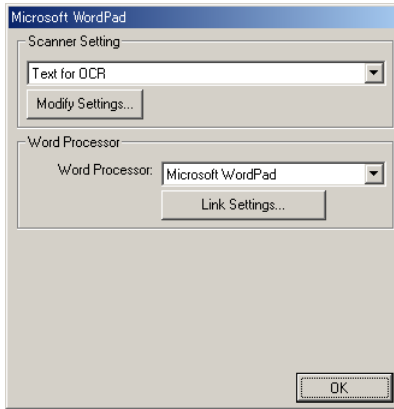 Microsoft WordPad
Scanner Setting
Text for OCR
Modify Settings...
Word Processor
Word Processor: Microsoft WordPad
Link Settings...
OK